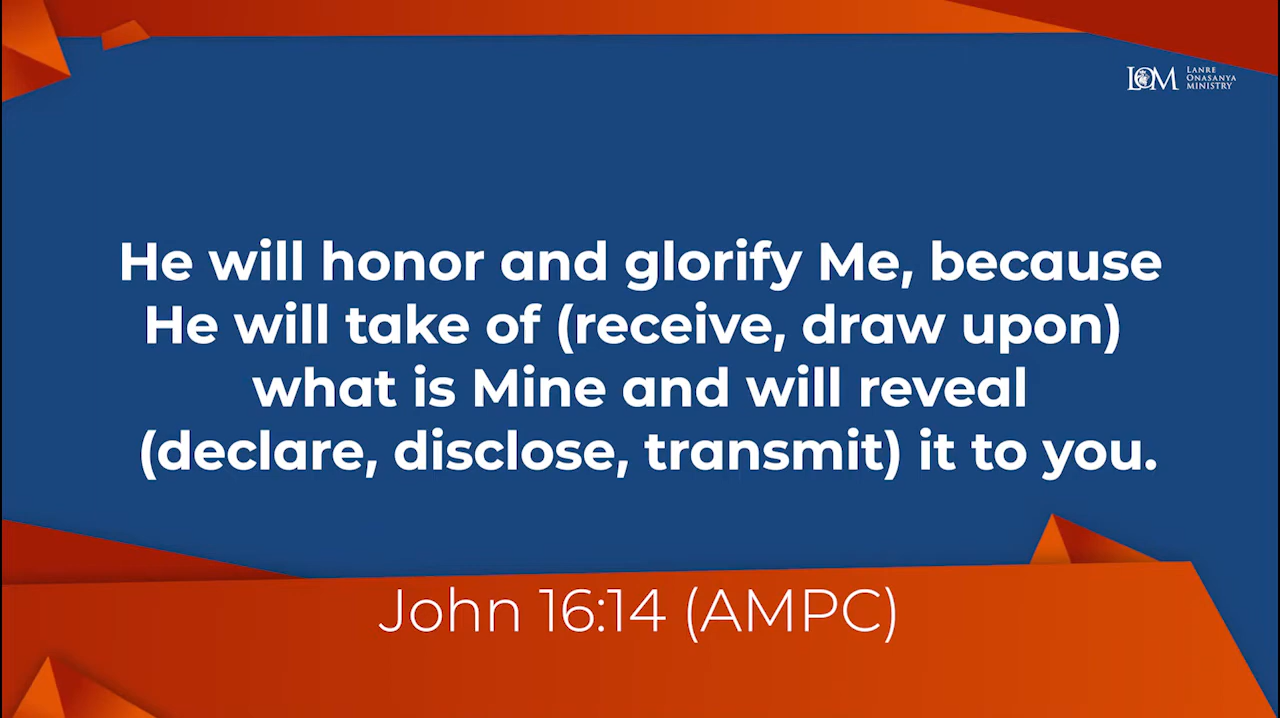 LOM LANRE
ONASANYA
MINISTRY
He will honor and glorify Me, because
He will take of (receive, draw upon)
what is Mine and will reveal
(declare, disclose, transmit) it to you.
John 16:14 (AMPC)